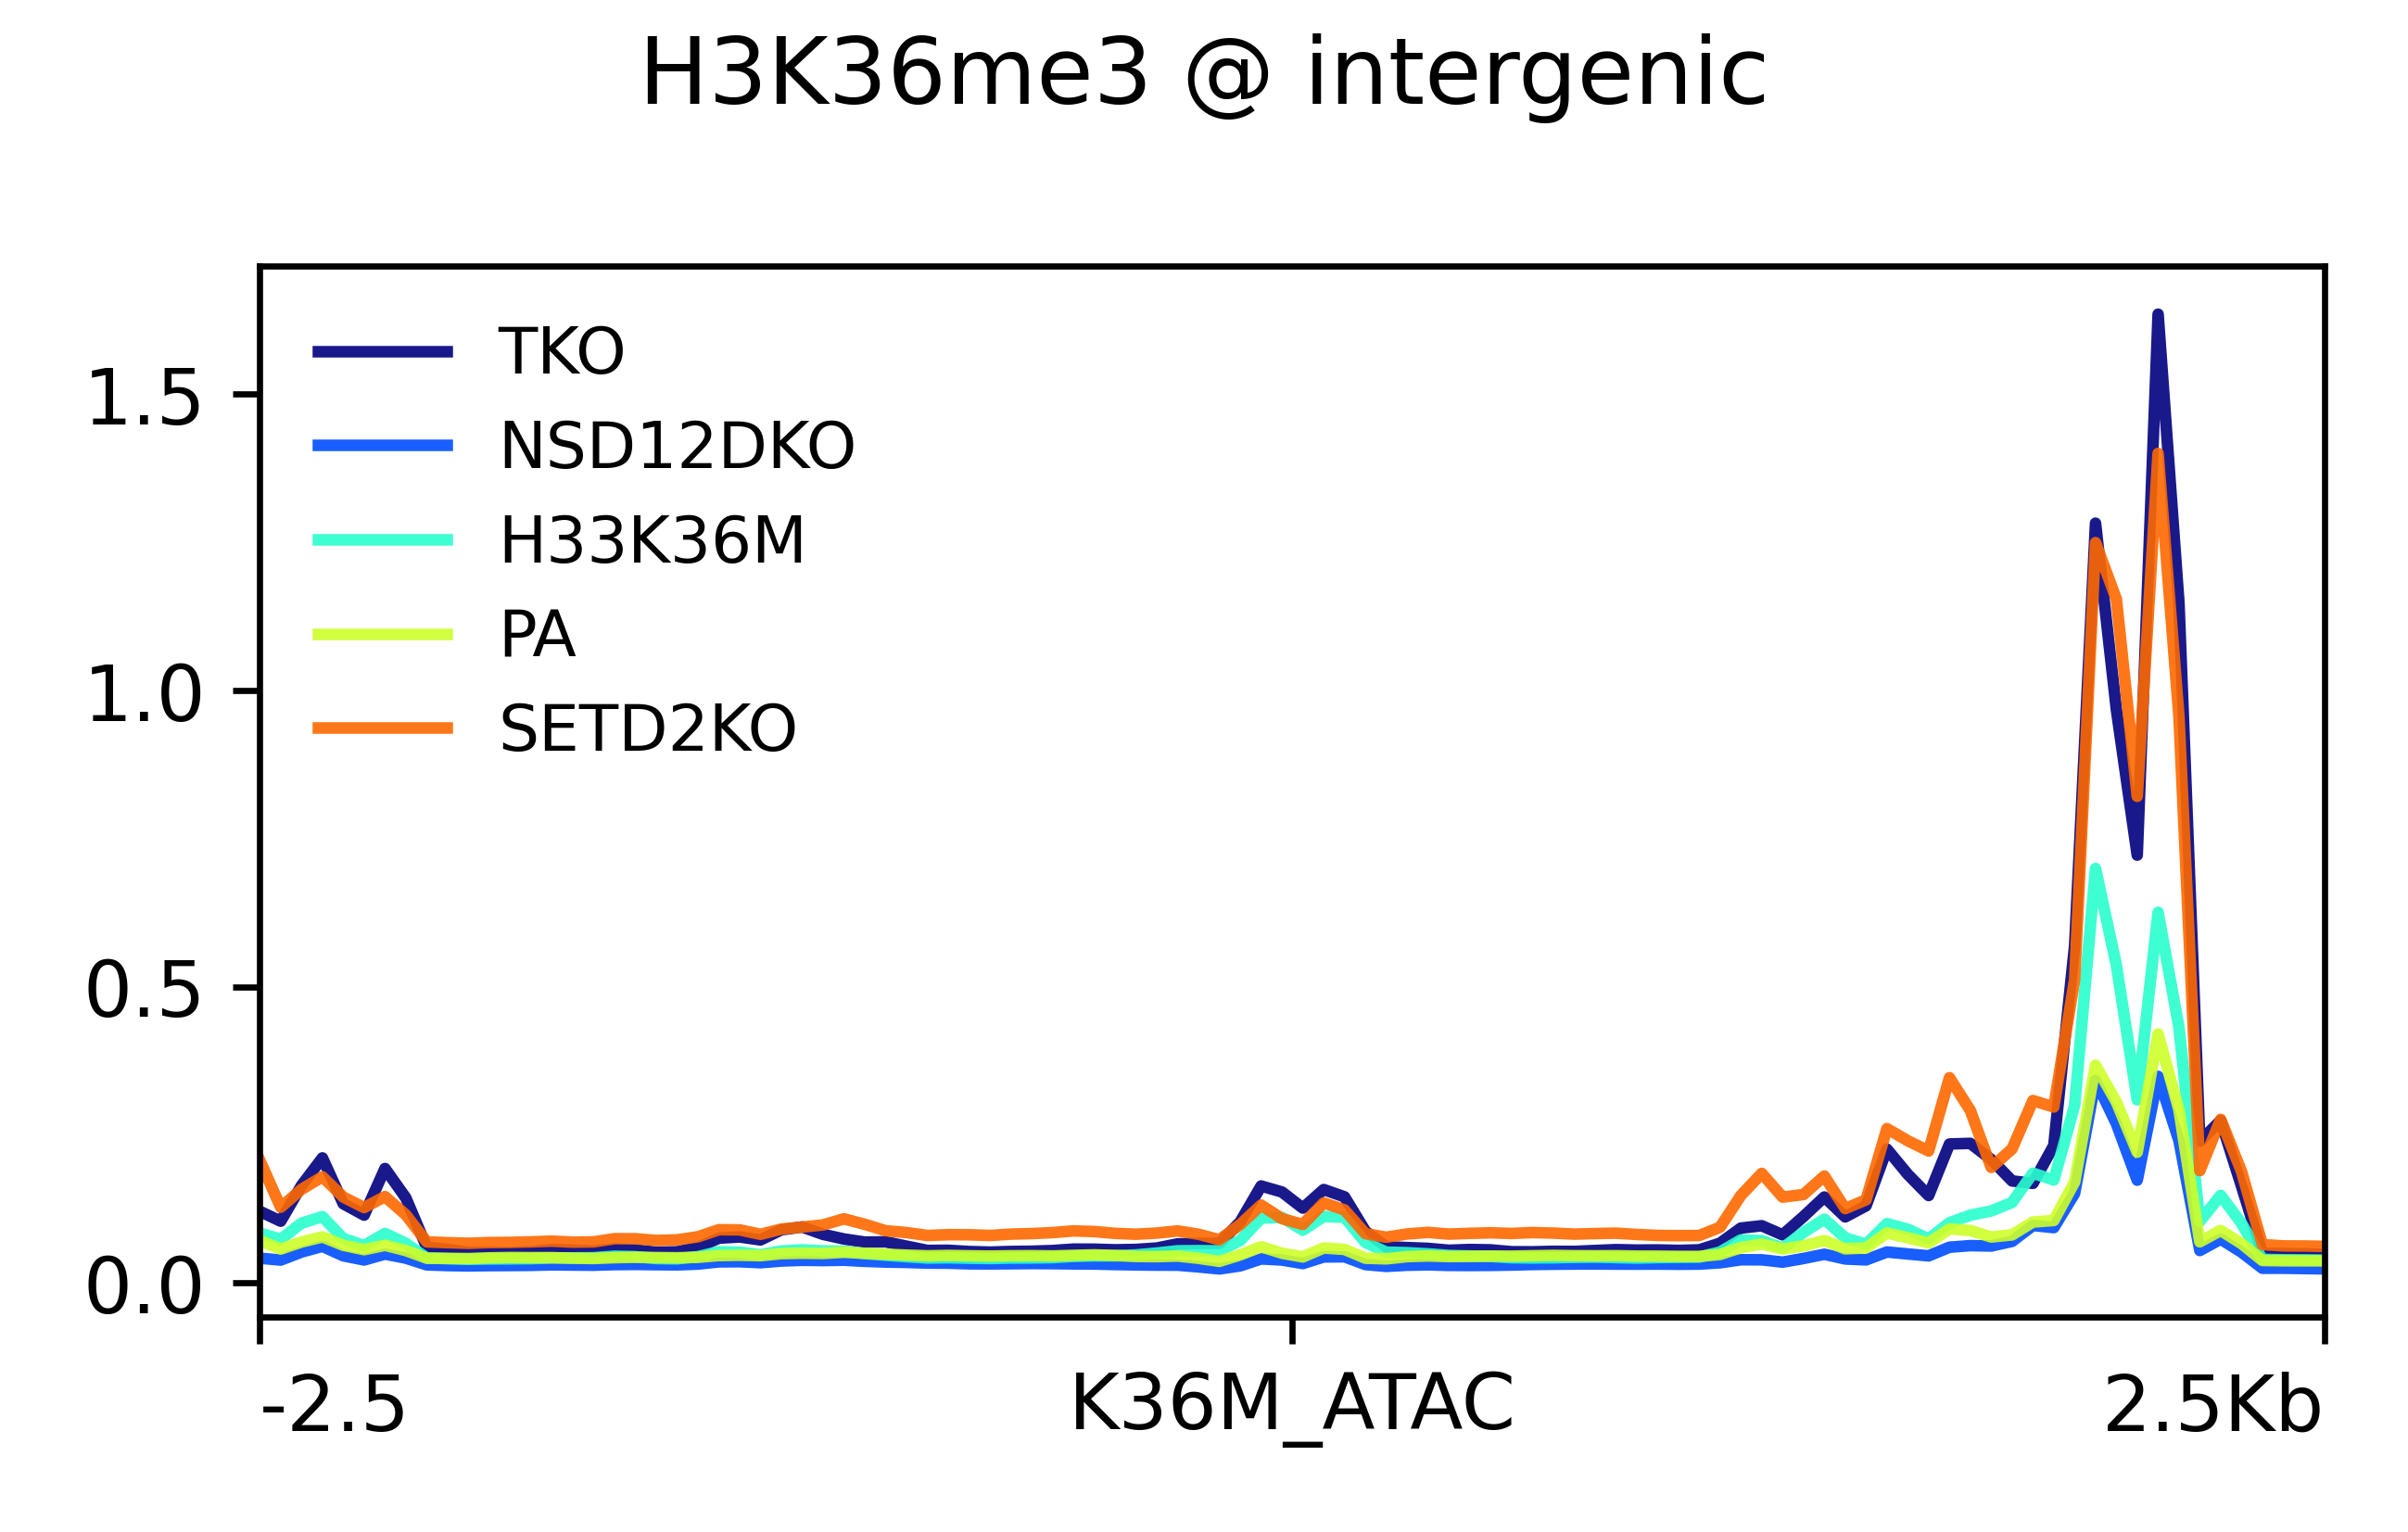 H3K36me3 @ intergenic
TKO
NSD12DKO
H33K36M
PA
SETD2KO
1.5
1.0
0.5
0.0
-2.5
K36M_ATAC
2.5Kb